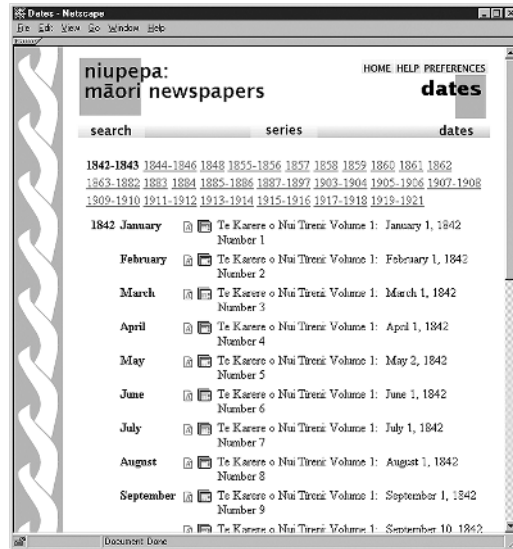 Dates - Netscape
File Edit View Go Window Help
niupepa:
māori newspapers
HOME HELP PREFERENCES
dates
search series dates
1842-1843 1844-1846 1848 1855-1856 1857 1858 1859 1860 1861 1862
1863-1882 1883 1884 1885-1886 1887-1897 1903-1904 1905-1906 1907-1908
1909-1910 1911-1912 1913-1914 1915-1916 1917-1918 1919-1921
1842 January Te Karere o Nui Tireni: Volume 1: January 1, 1842
Number 1
February Te Karere o Nui Tireni: Volume 1: February 1, 1842
Number 2
March Te Karere o Nui Tireni: Volume 1: March 1, 1842
Number 3
April Te Karere o Nui Tireni: Volume 1: April 1, 1842
Number 4
May Te Karere o Nui Tireni: Volume 1: May 2, 1842
Number 5
June Te Karere o Nui Tireni: Volume 1: June 1, 1842
Number 6
July Te Karere o Nui Tireni: Volume 1: July 1, 1842
Number 7
August Te Karere o Nui Tireni: Volume 1: August 1, 1842
Number 8
September Te Karere o Nui Tireni: Volume 1: September 1, 1842
Number 9
Te Karere o Nui Tireni: Volume 1: September 10, 1842
Document Done